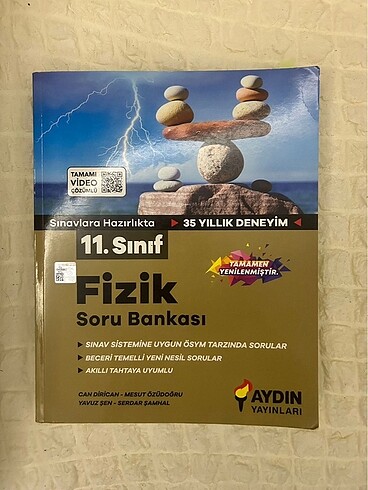 TAMAMI
VİDEO
ÇÖZÜMLÜ
Sınavlara Hazırlıkta
35 YILLIK DENEYİM
11. Sınıf
TAMAMEN
YENİLENMİŞTİR.
Fizik
Soru Bankası
SINAV SİSTEMİNE UYGUN ÖSYM TARZINDA SORULAR
BECERİ TEMELLİ YENİ NESİL SORULAR
AKILLI TAHTAYA UYUMLU
CAN DİRİCAN - MESUT ÖZÜDOĞRU
YAVUZ ŞEN - SERDAR ŞAMHAL
AYDIN
YAYINLARI